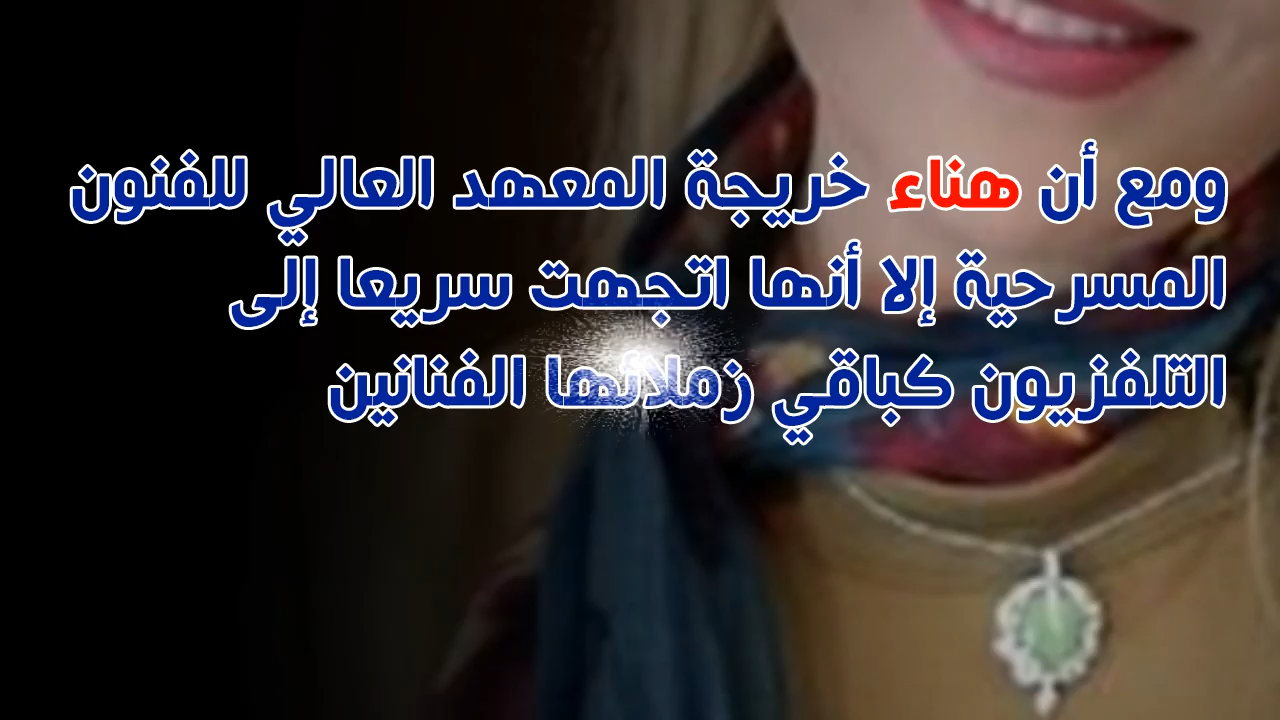 ومع أن هناء خريجة المعهد العالي للفنون
المسرحية إلا أنها اتجهت سريعا إلى
التلفزيون كباقي زملائها الفنانين